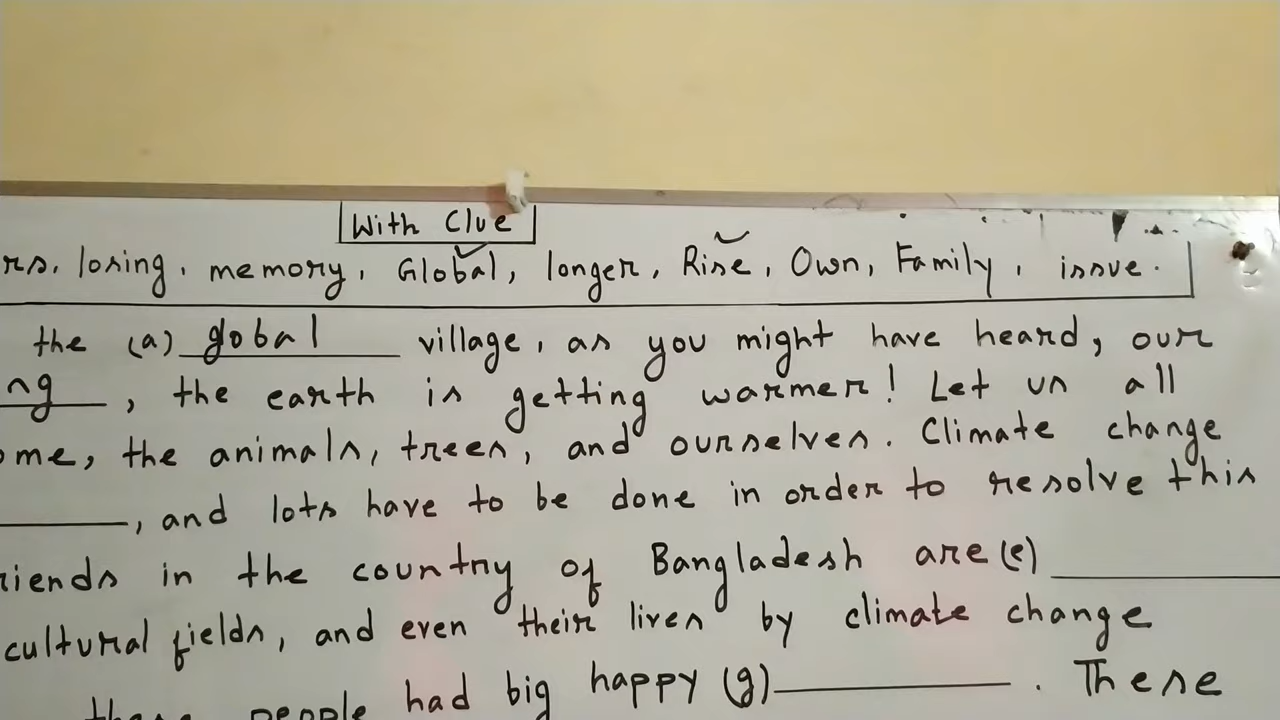 With Clue
rs. losing, memory, Global, longer, Rise, Own, Family, issue.
the (a) global village, as you might have heard, our
ng, the earth is getting warmer! Let us all
ome, the animals, trees, and ourselves. Climate change
, and lots have to be done in order to resolve this
riends in the country of Bangladesh are (e)
cultural fields, and even their lives by climate change
people had big happy (g) . These